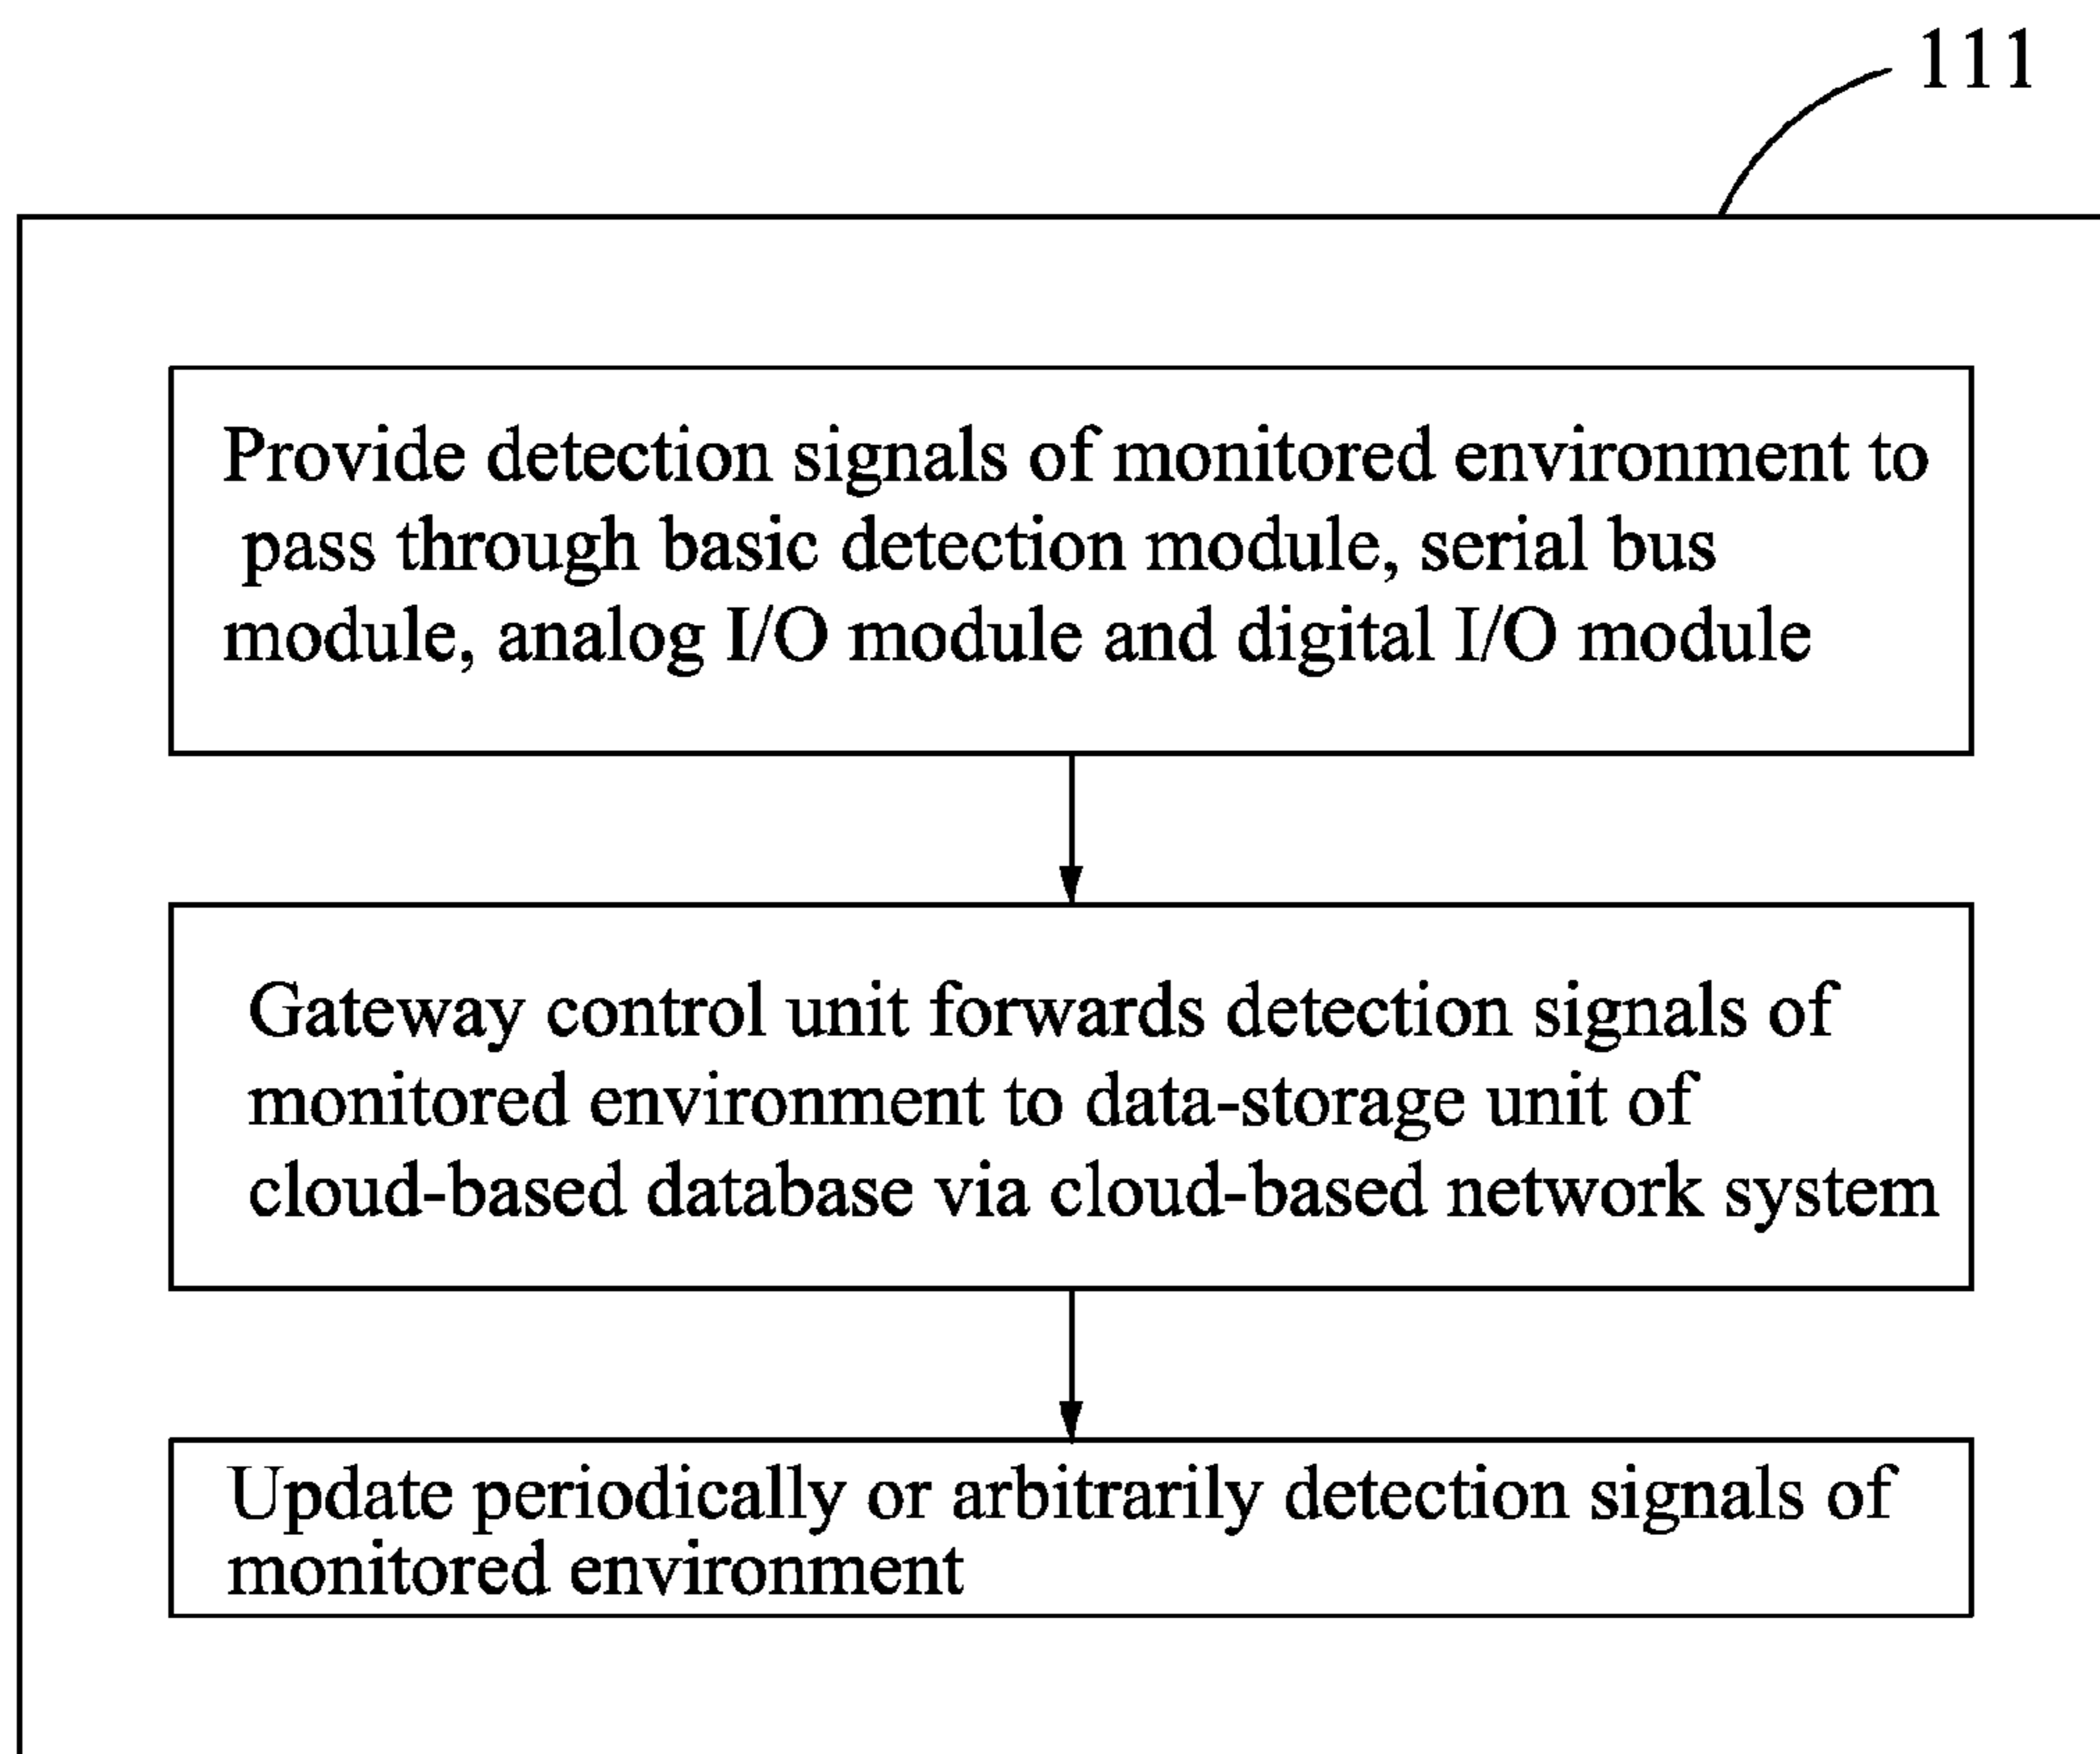 111
Provide detection signals of monitored environment to
pass through basic detection module, serial bus
module, analog I/O module and digital I/O module
Gateway control unit forwards detection signals of
monitored environment to data-storage unit of
cloud-based database via cloud-based network system
Update periodically or arbitrarily detection signals of
monitored environment